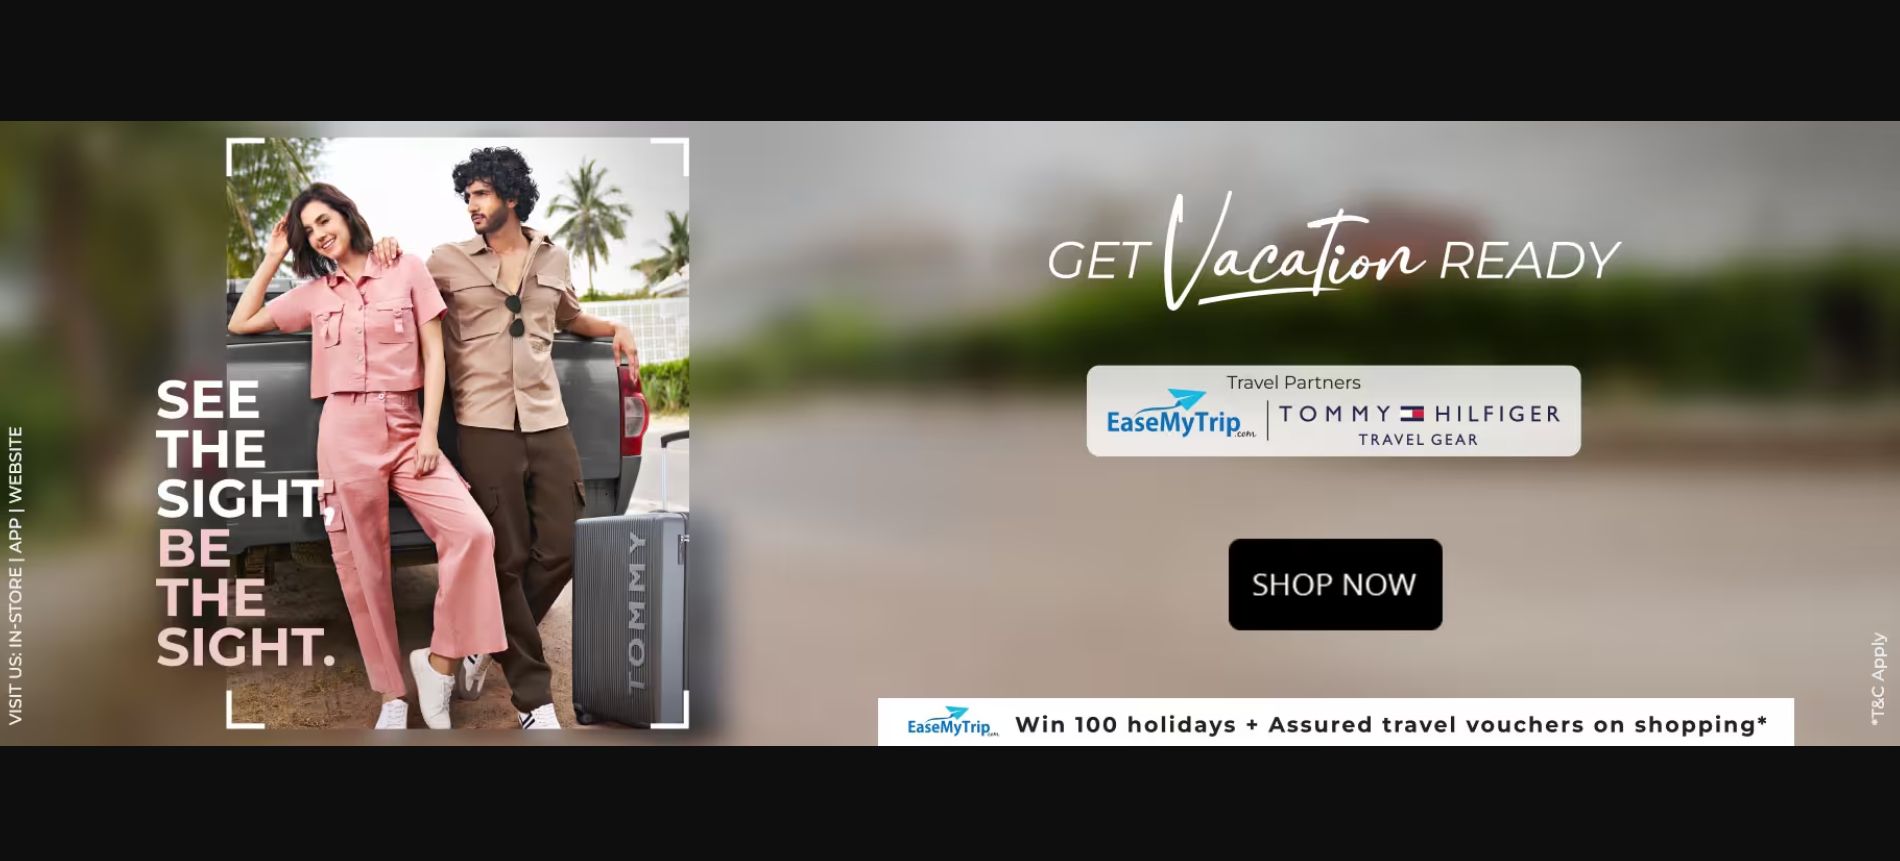 VISIT US: IN-STORE | APP | WEBSITE
SEE
THE
SIGHT,
BE
THE
SIGHT.
TOMMY
GET Vacation READY
Travel Partners
EaseMyTrip.com
TOMMY HILFIGER
TRAVEL GEAR
SHOP NOW
EaseMyTrip.com Win 100 holidays + Assured travel vouchers on shopping*
*T&C Apply